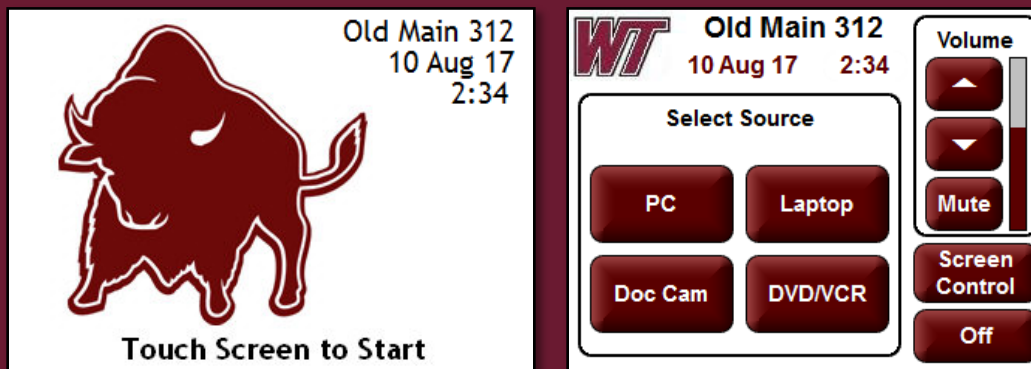 Old Main 312
10 Aug 17
2:34
Touch Screen to Start
WT
Old Main 312
10 Aug 17 2:34
Select Source
PC
Laptop
Doc Cam
DVD/VCR
Volume
Mute
Screen
Control
Off